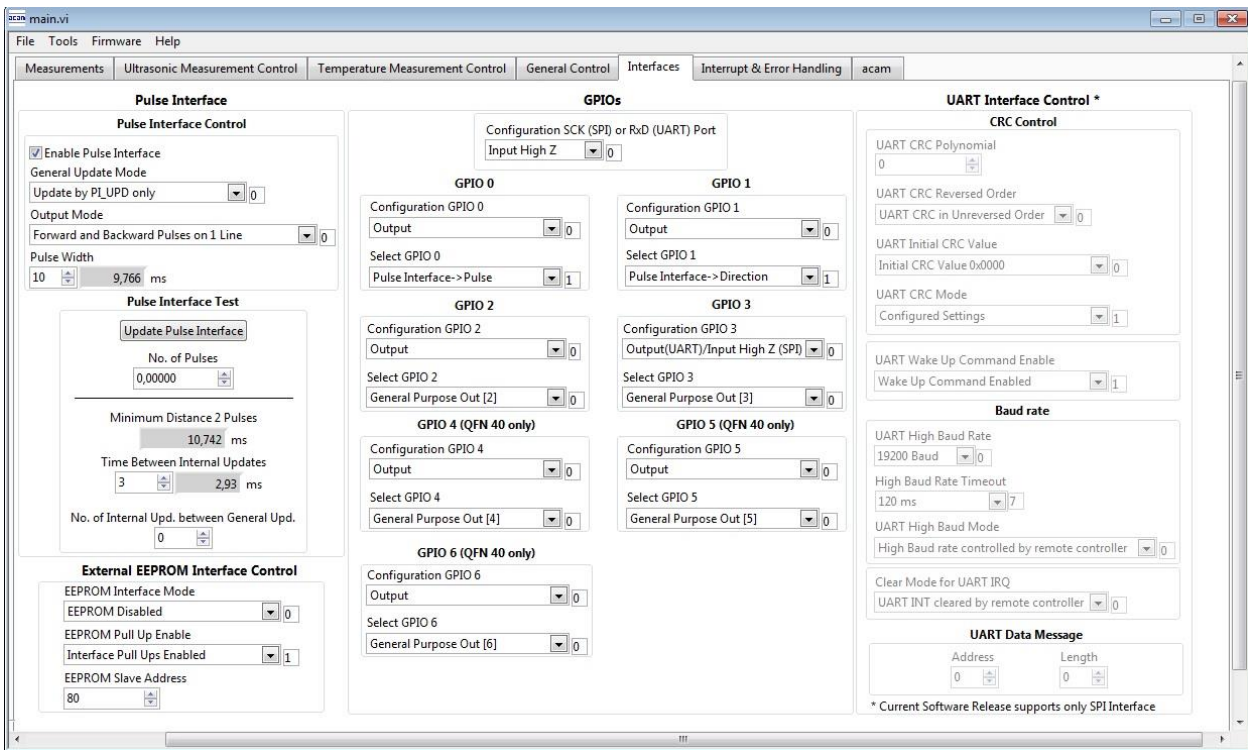 acam main.vi
File Tools Firmware Help
Measurements Ultrasonic Measurement Control Temperature Measurement Control General Control Interfaces Interrupt & Error Handling acam
Pulse Interface
Pulse Interface Control
Enable Pulse Interface
General Update Mode
Update by PI_UPD only 0
Output Mode
Forward and Backward Pulses on 1 Line 0
Pulse Width
10 9,766 ms
Pulse Interface Test
Update Pulse Interface
No. of Pulses
0,00000
Minimum Distance 2 Pulses
10,742 ms
Time Between Internal Updates
3 2,93 ms
No. of Internal Upd. between General Upd.
0
External EEPROM Interface Control
EEPROM Interface Mode
EEPROM Disabled 0
EEPROM Pull Up Enable
Interface Pull Ups Enabled 1
EEPROM Slave Address
80
GPIOs
Configuration SCK (SPI) or RxD (UART) Port
Input High Z 0
GPIO 0
Configuration GPIO 0
Output 0
Select GPIO 0
Pulse Interface->Pulse 1
GPIO 1
Configuration GPIO 1
Output 0
Select GPIO 1
Pulse Interface->Direction 1
GPIO 2
Configuration GPIO 2
Output 0
Select GPIO 2
General Purpose Out [2] 0
GPIO 3
Configuration GPIO 3
Output(UART)/Input High Z (SPI) 0
Select GPIO 3
General Purpose Out [3] 0
GPIO 4 (QFN 40 only)
Configuration GPIO 4
Output 0
Select GPIO 4
General Purpose Out [4] 0
GPIO 5 (QFN 40 only)
Configuration GPIO 5
Output 0
Select GPIO 5
General Purpose Out [5] 0
GPIO 6 (QFN 40 only)
Configuration GPIO 6
Output 0
Select GPIO 6
General Purpose Out [6] 0
UART Interface Control *
CRC Control
UART CRC Polynomial
0
UART CRC Reversed Order
UART CRC in Unreversed Order 0
UART Initial CRC Value
Initial CRC Value 0x0000 0
UART CRC Mode
Configured Settings 1
UART Wake Up Command Enable
Wake Up Command Enabled 1
Baud rate
UART High Baud Rate
19200 Baud 0
High Baud Rate Timeout
120 ms 7
UART High Baud Mode
High Baud rate controlled by remote controller 0
Clear Mode for UART IRQ
UART INT cleared by remote controller 0
UART Data Message
Address Length
0 0
* Current Software Release supports only SPI Interface